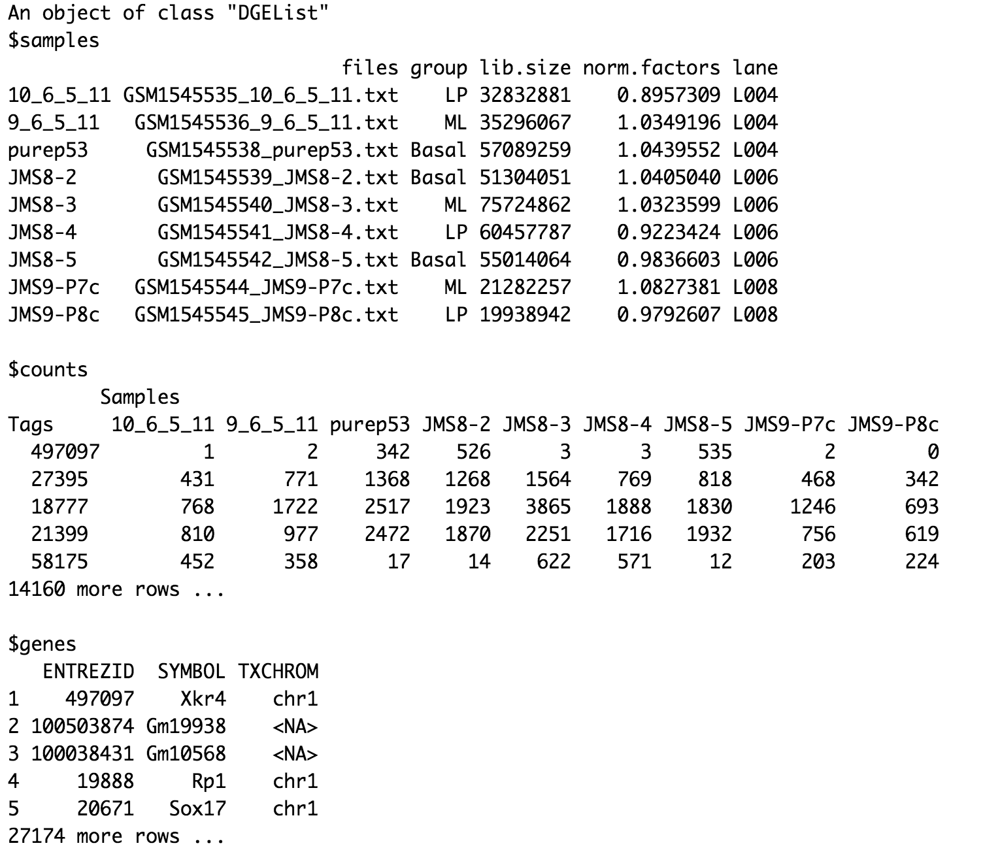 An object of class "DGEList"
$samples
                             files group lib.size norm.factors lane
10_6_5_11 GSM1545535_10_6_5_11.txt    LP 32832881    0.8957309 L004
9_6_5_11   GSM1545536_9_6_5_11.txt    ML 35296067    1.0349196 L004
purep53     GSM1545538_purep53.txt Basal 57089259    1.0439552 L004
JMS8-2       GSM1545539_JMS8-2.txt Basal 51304051    1.0405040 L006
JMS8-3       GSM1545540_JMS8-3.txt    ML 75724862    1.0323599 L006
JMS8-4       GSM1545541_JMS8-4.txt    LP 60457787    0.9223424 L006
JMS8-5       GSM1545542_JMS8-5.txt Basal 55014064    0.9836603 L006
JMS9-P7c   GSM1545544_JMS9-P7c.txt    ML 21282257    1.0827381 L008
JMS9-P8c   GSM1545545_JMS9-P8c.txt    LP 19938942    0.9792607 L008

$counts
        Samples
Tags     10_6_5_11 9_6_5_11 purep53 JMS8-2 JMS8-3 JMS8-4 JMS8-5 JMS9-P7c JMS9-P8c
  497097         1        2     342    526      3      3    535        2        0
  27395        431      771    1368   1268   1564    769    818      468      342
  18777        768     1722    2517   1923   3865   1888   1830     1246      693
  21399        810      977    2472   1870   2251   1716   1932      756      619
  58175        452      358      17     14    622    571     12      203      224
14160 more rows ...

$genes
   ENTREZID  SYMBOL TXCHROM
1    497097    Xkr4    chr1
2 100503874 Gm19938    <NA>
3 100038431 Gm10568    <NA>
4     19888     Rp1    chr1
5     20671   Sox17    chr1
27174 more rows ...